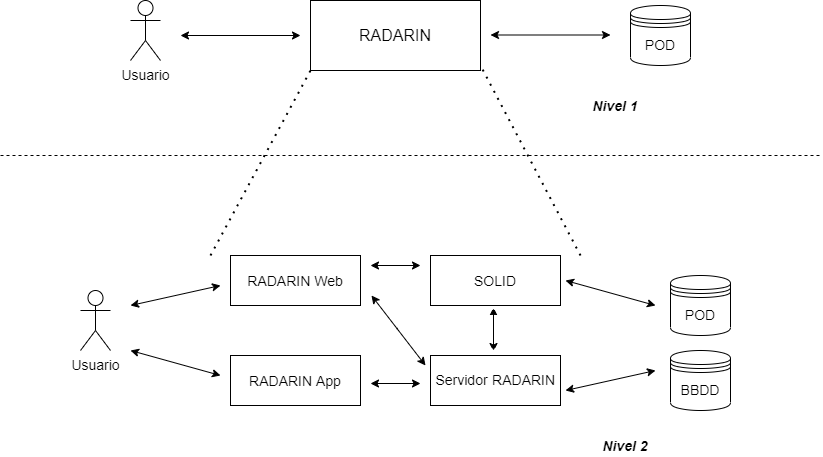 RADARIN
POD
Usuario
Nivel 1
RADARIN Web
SOLID
POD
Usuario
RADARIN App
Servidor RADARIN
BBDD
Nivel 2